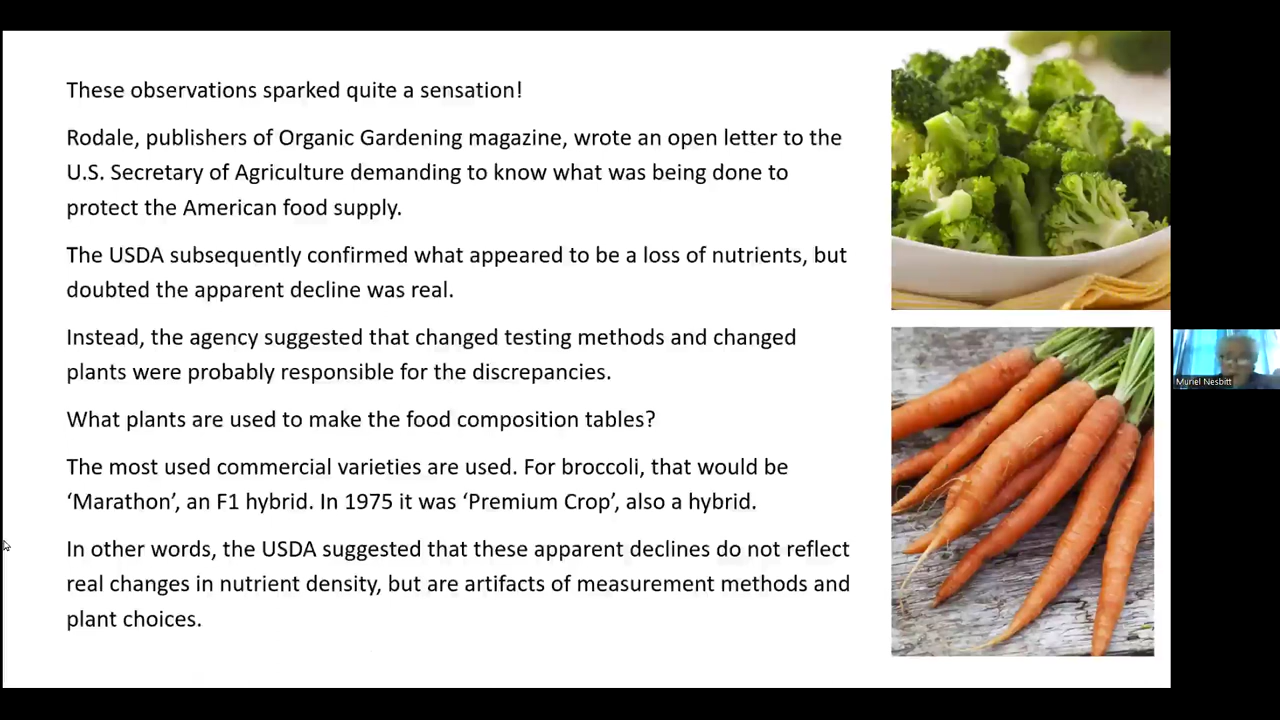 These observations sparked quite a sensation!
Rodale, publishers of Organic Gardening magazine, wrote an open letter to the
U.S. Secretary of Agriculture demanding to know what was being done to
protect the American food supply.
The USDA subsequently confirmed what appeared to be a loss of nutrients, but
doubted the apparent decline was real.
Instead, the agency suggested that changed testing methods and changed
plants were probably responsible for the discrepancies.
What plants are used to make the food composition tables?
The most used commercial varieties are used. For broccoli, that would be
‘Marathon’, an F1 hybrid. In 1975 it was ‘Premium Crop’, also a hybrid.
In other words, the USDA suggested that these apparent declines do not reflect
real changes in nutrient density, but are artifacts of measurement methods and
plant choices.
Muriel Nesbitt